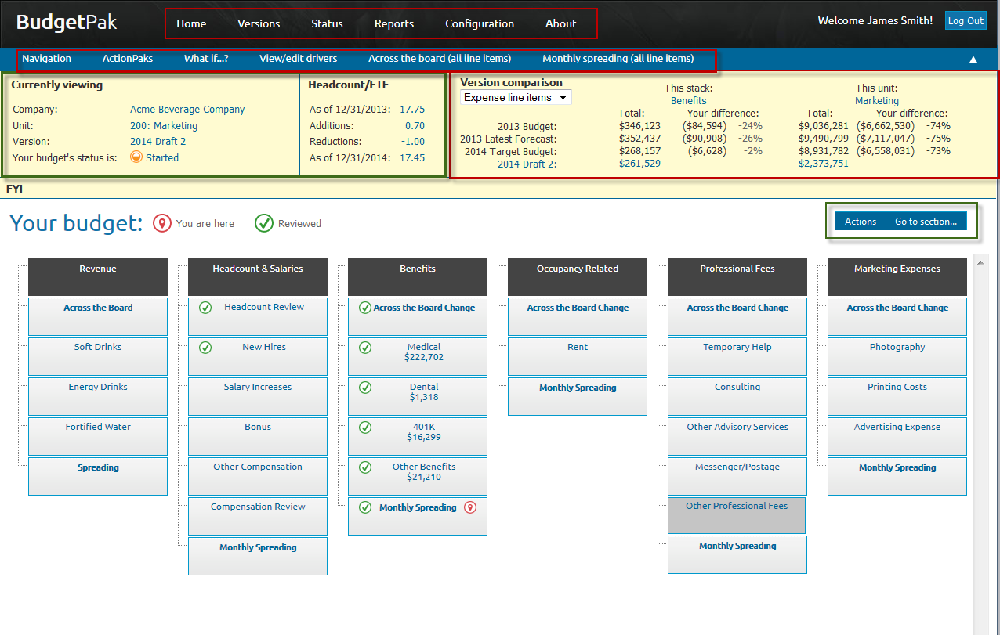 BudgetPak
Home Versions Status Reports Configuration About
Welcome James Smith! Log Out
Navigation ActionPaks What if...? View/edit drivers Across the board (all line items) Monthly spreading (all line items)
Currently viewing
Company: Acme Beverage Company
Unit: 200: Marketing
Version: 2014 Draft 2
Your budget's status is: Started
Headcount/FTE
As of 12/31/2013: 17.75
Additions: 0.70
Reductions: -1.00
As of 12/31/2014: 17.45
Version comparison
Expense line items
This stack: This unit:
Benefits Marketing
Total: Your difference: Total: Your difference:
2013 Budget: $346,123 ($84,594) -24% $9,036,281 ($6,662,530) -74%
2013 Latest Forecast: $352,437 ($90,908) -26% $9,490,799 ($7,117,047) -75%
2014 Target Budget: $268,157 ($6,628) -2% $8,931,782 ($6,558,031) -73%
2014 Draft 2: $261,529 $2,373,751
FYI
Your budget: You are here Reviewed
Actions Go to section...
Revenue
Across the Board
Soft Drinks
Energy Drinks
Fortified Water
Spreading
Headcount & Salaries
Headcount Review
New Hires
Salary Increases
Bonus
Other Compensation
Compensation Review
Monthly Spreading
Benefits
Across the Board Change
Medical
$222,702
Dental
$1,318
401K
$16,299
Other Benefits
$21,210
Monthly Spreading
Occupancy Related
Across the Board Change
Rent
Monthly Spreading
Professional Fees
Across the Board Change
Temporary Help
Consulting
Other Advisory Services
Messenger/Postage
Other Professional Fees
Monthly Spreading
Marketing Expenses
Across the Board Change
Photography
Printing Costs
Advertising Expense
Monthly Spreading